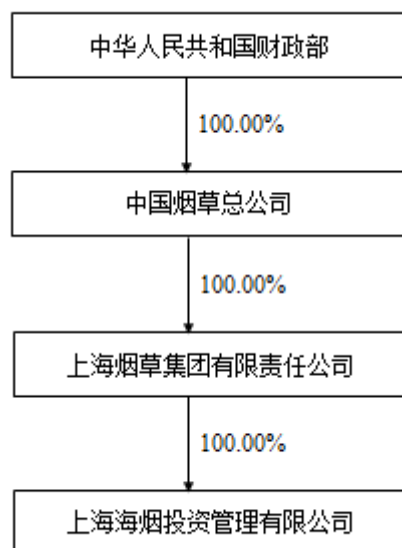 中华人民共和国财政部
100.00%
中国烟草总公司
100.00%
上海烟草集团有限责任公司
100.00%
上海海烟投资管理有限公司